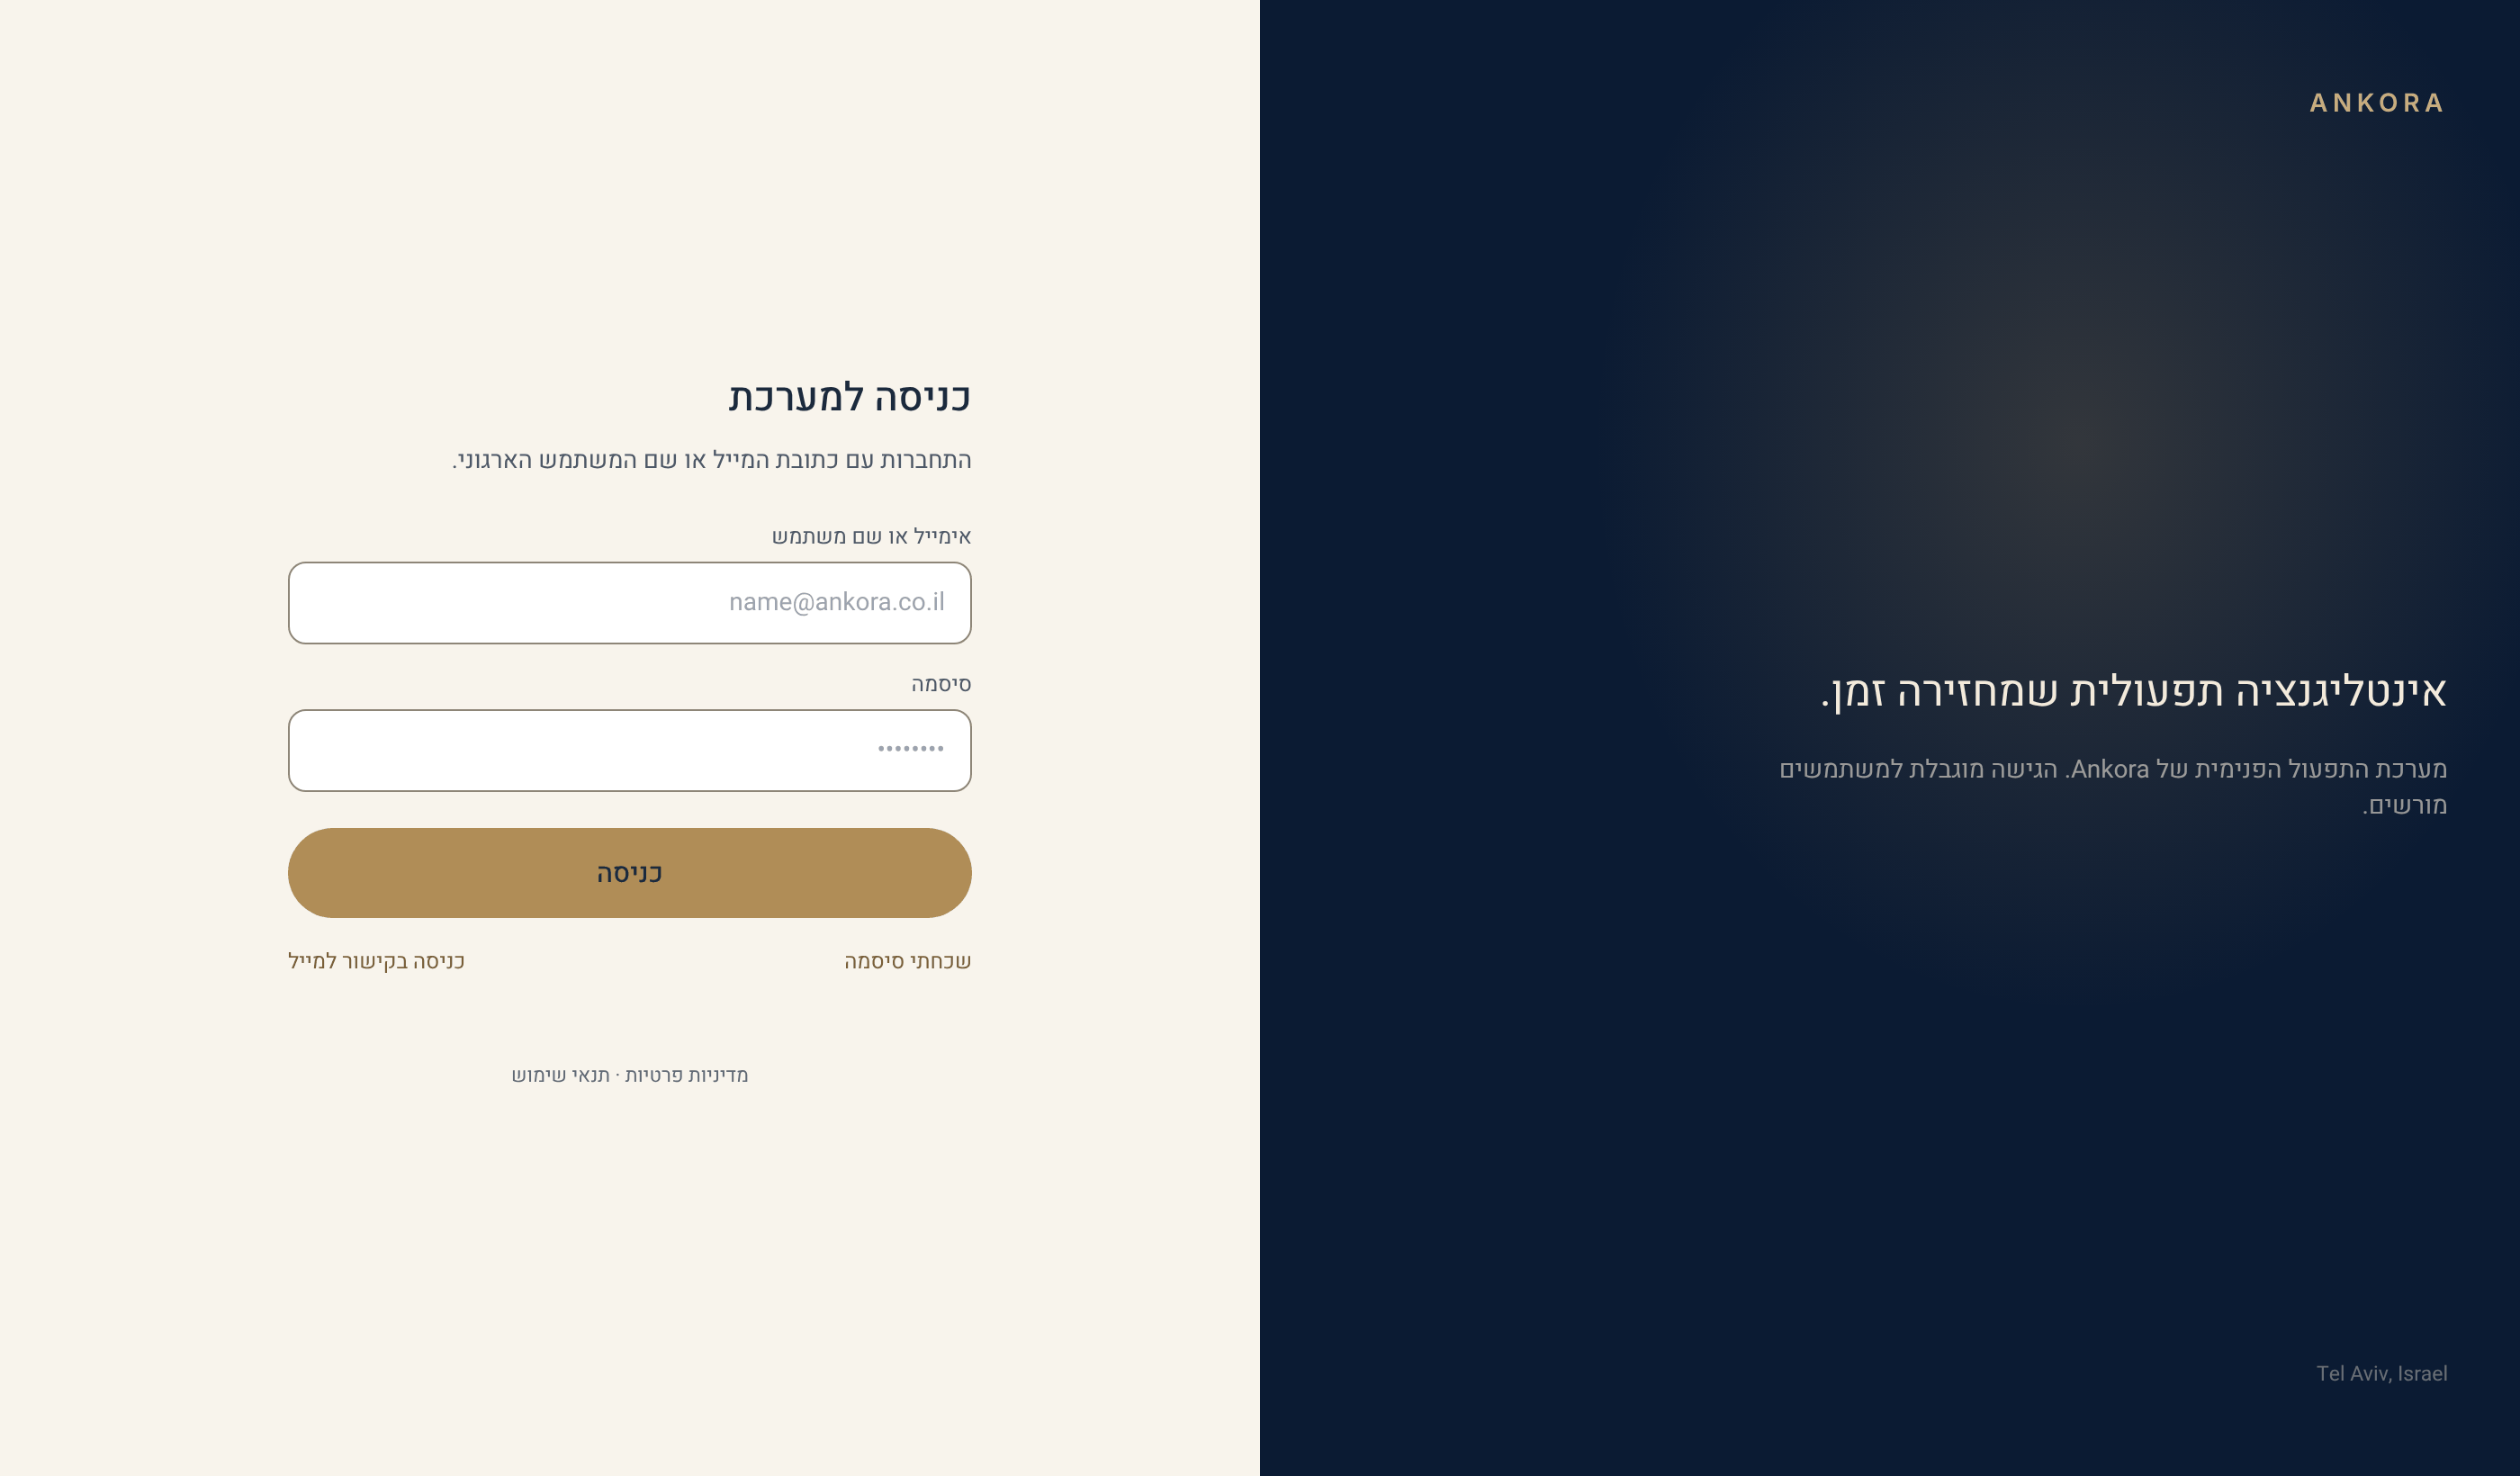 ANKORA
אינטליגנציה תפעולית שמחזירה זמן.
מערכת התפעול הפנימית של Ankora. הגישה מוגבלת למשתמשים
מורשים.
Tel Aviv, Israel
כניסה למערכת
התחברות עם כתובת המייל או שם המשתמש הארגוני.
אימייל או שם משתמש
name@ankora.co.il
סיסמה
••••••••
כניסה
שכחתי סיסמה
כניסה בקישור למייל
מדיניות פרטיות · תנאי שימוש